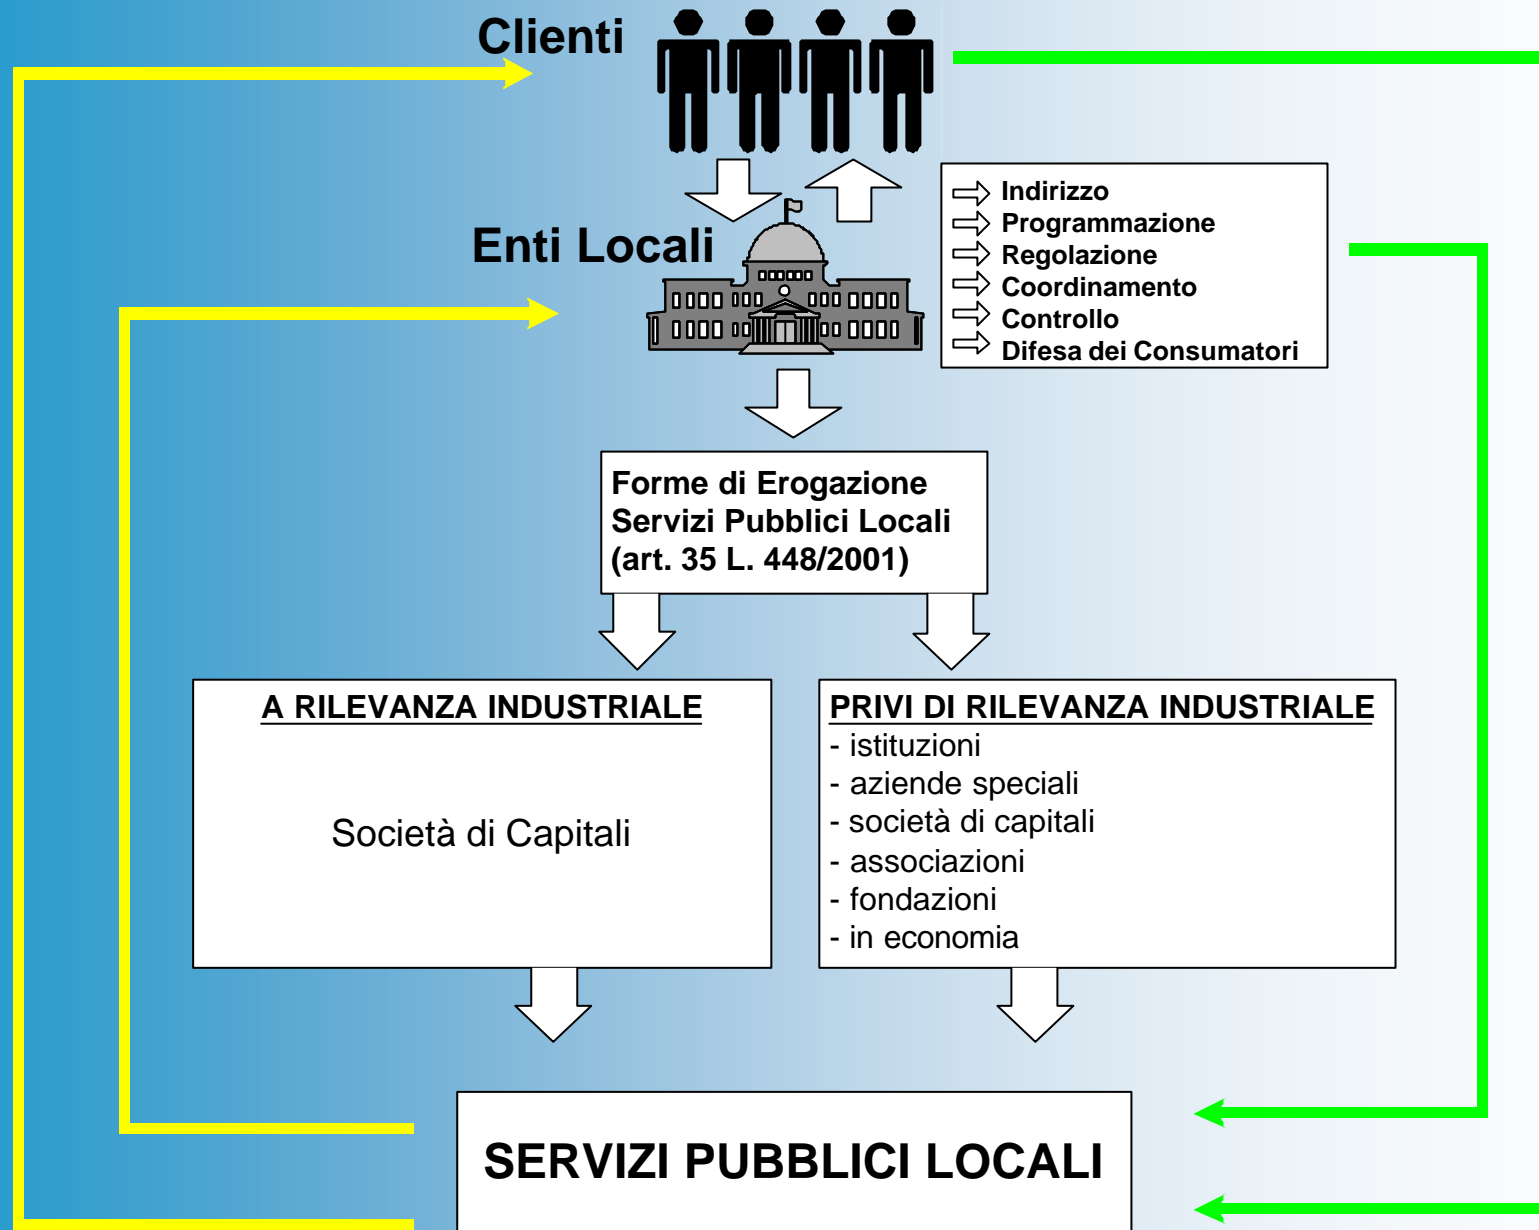 Clienti
Enti Locali
Indirizzo
Programmazione
Regolazione
Coordinamento
Controllo
Difesa dei Consumatori
Forme di Erogazione
Servizi Pubblici Locali
(art. 35 L. 448/2001)
A RILEVANZA INDUSTRIALE
Società di Capitali
PRIVI DI RILEVANZA INDUSTRIALE
- istituzioni
- aziende speciali
- società di capitali
- associazioni
- fondazioni
- in economia
SERVIZI PUBBLICI LOCALI